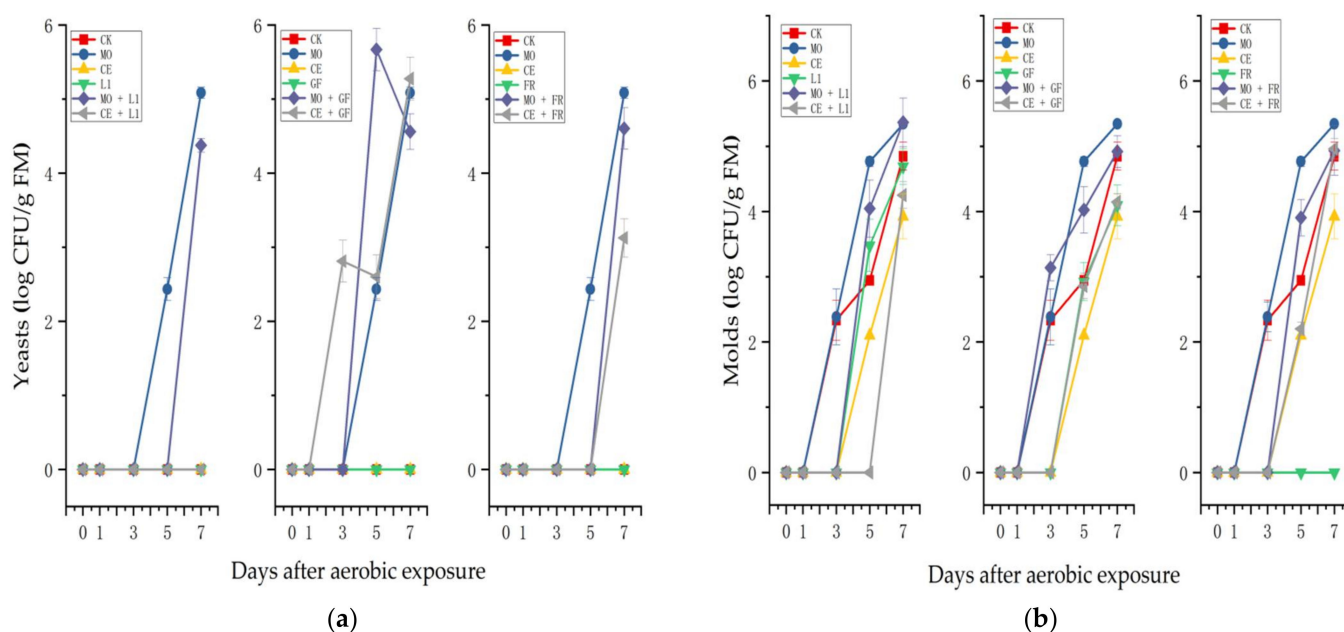 Yeasts (log CFU/g FM)
6
4
2
0
CK
MO
CE
L1
MO + L1
CE + L1
0 1 3 5 7
6
4
2
0
CK
MO
CE
GF
MO + GF
CE + GF
0 1 3 5 7
6
4
2
0
CK
MO
CE
FR
MO + FR
CE + FR
0 1 3 5 7
Days after aerobic exposure
(a)
Molds (log CFU/g FM)
6
4
2
0
CK
MO
CE
L1
MO + L1
CE + L1
0 1 3 5 7
6
4
2
0
CK
MO
CE
GF
MO + GF
CE + GF
0 1 3 5 7
6
4
2
0
CK
MO
CE
FR
MO + FR
CE + FR
0 1 3 5 7
Days after aerobic exposure
(b)